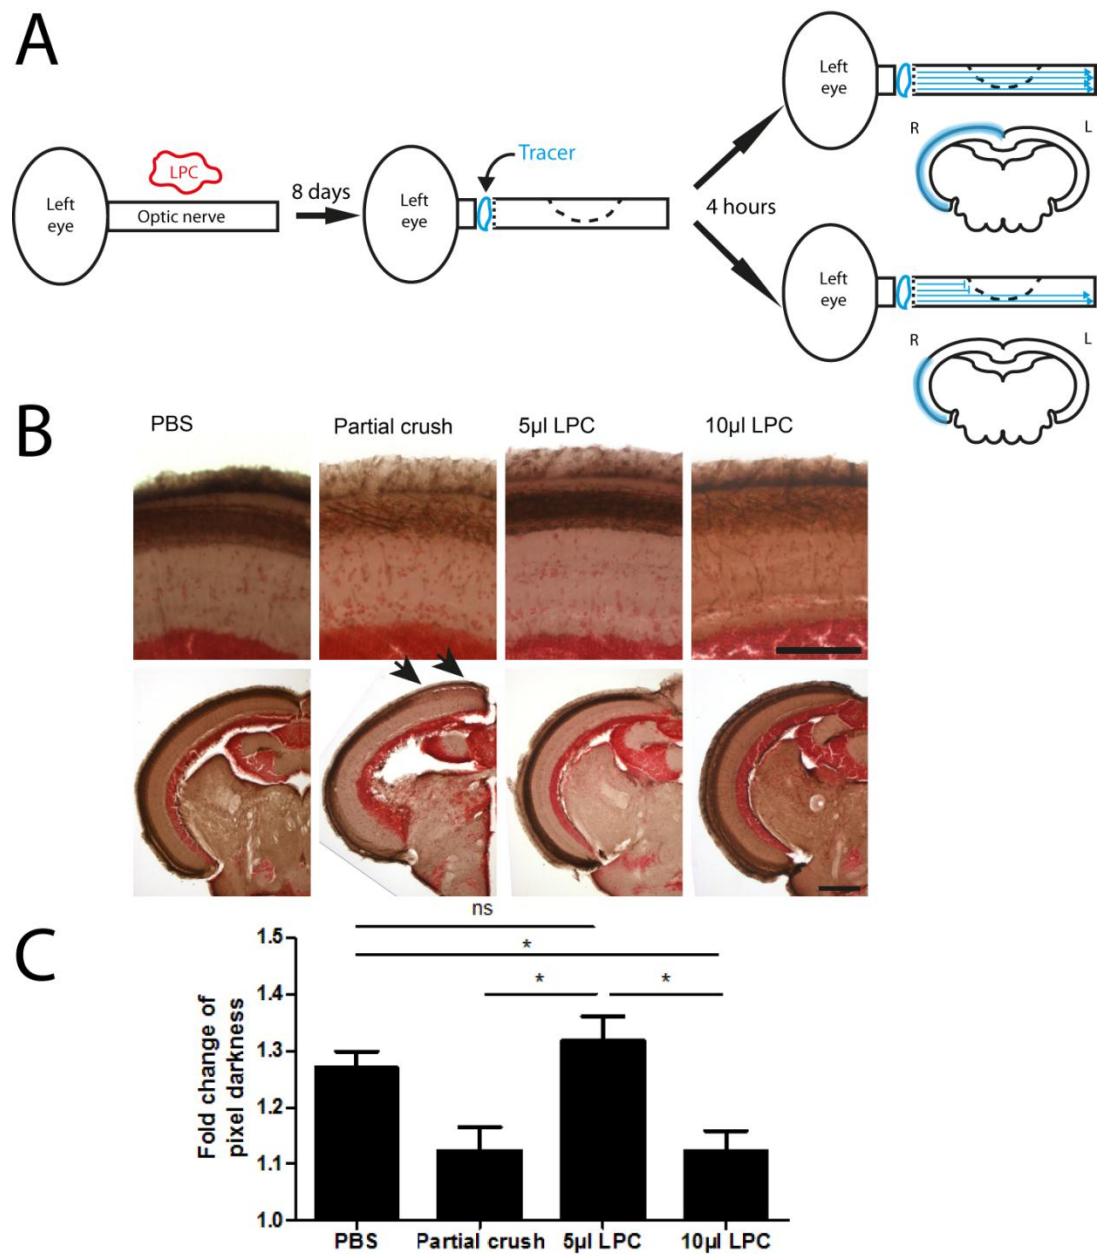 A
Left
eye
LPC
Optic nerve
8 days
Left
eye
Tracer
4 hours
Left
eye
R
L
Left
eye
R
L
B
PBS
Partial crush
5µl LPC
10µl LPC
C
ns
*
*
*
Fold change of
pixel darkness
1.5
1.4
1.3
1.2
1.1
1.0
PBS
Partial crush
5µl LPC
10µl LPC